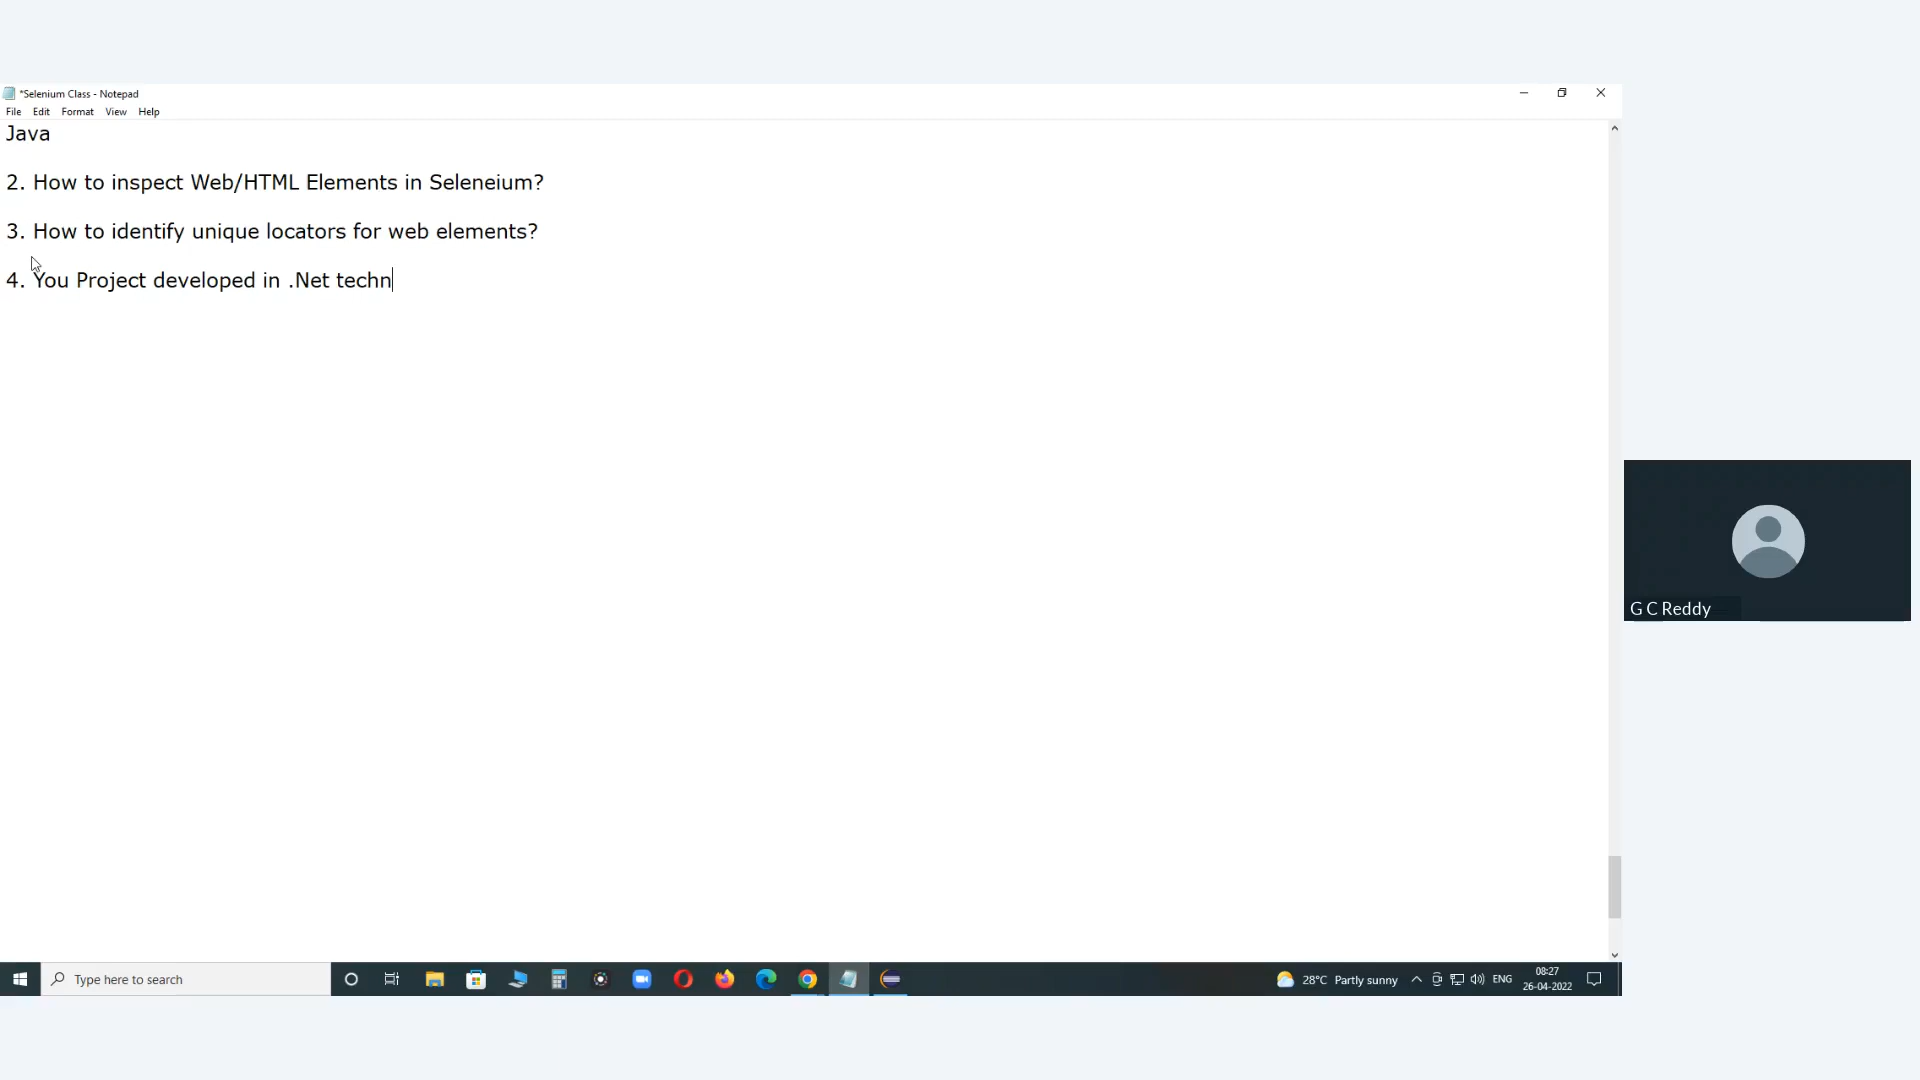 *Selenium Class - Notepad
File Edit Format View Help
Java
2. How to inspect Web/HTML Elements in Seleneium?
3. How to identify unique locators for web elements?
4. You Project developed in .Net techn
G C Reddy
Type here to search
28°C Partly sunny
ENG
08:27
26-04-2022